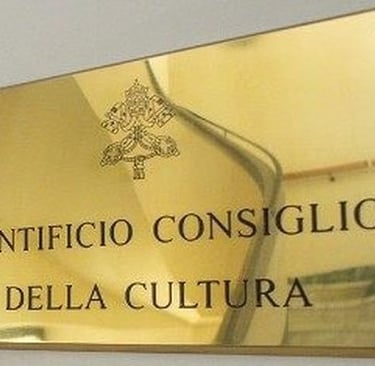 NTIFICIO CONSIGLIO
DELLA CULTURA